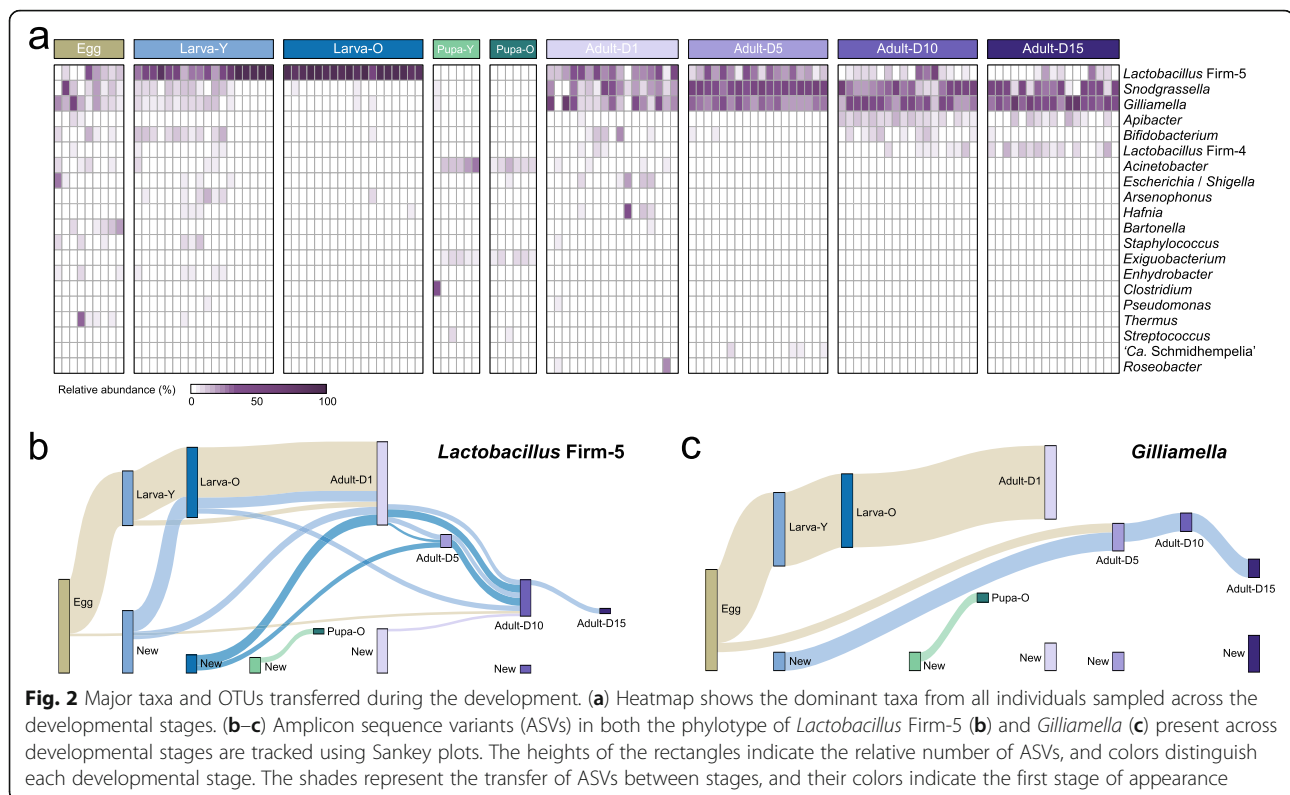 a
Egg Larva-Y Larva-O Pupa-Y Pupa-O Adult-D1 Adult-D5 Adult-D10 Adult-D15
Lactobacillus Firm-5
Snodgrassella
Gilliamella
Apibacter
Bifidobacterium
Lactobacillus Firm-4
Acinetobacter
Escherichia / Shigella
Arsenophonus
Hafnia
Bartonella
Staphylococcus
Exiguobacterium
Enhydrobacter
Clostridium
Pseudomonas
Thermus
Streptococcus
‘Ca. Schmidhempelia’
Roseobacter
Relative abundance (%)
0 50 100
b
Lactobacillus Firm-5
Larva-Y
Larva-O
Adult-D1
Adult-D5
Egg
New
New
New
Pupa-O
New
Adult-D10
New
Adult-D15
c
Gilliamella
Adult-D1
Larva-Y
Larva-O
Adult-D5
Adult-D10
Adult-D15
Egg
Pupa-O
New
New
New
New
New
Fig. 2 Major taxa and OTUs transferred during the development. (a) Heatmap shows the dominant taxa from all individuals sampled across the
developmental stages. (b–c) Amplicon sequence variants (ASVs) in both the phylotype of Lactobacillus Firm-5 (b) and Gilliamella (c) present across
developmental stages are tracked using Sankey plots. The heights of the rectangles indicate the relative number of ASVs, and colors distinguish
each developmental stage. The shades represent the transfer of ASVs between stages, and their colors indicate the first stage of appearance